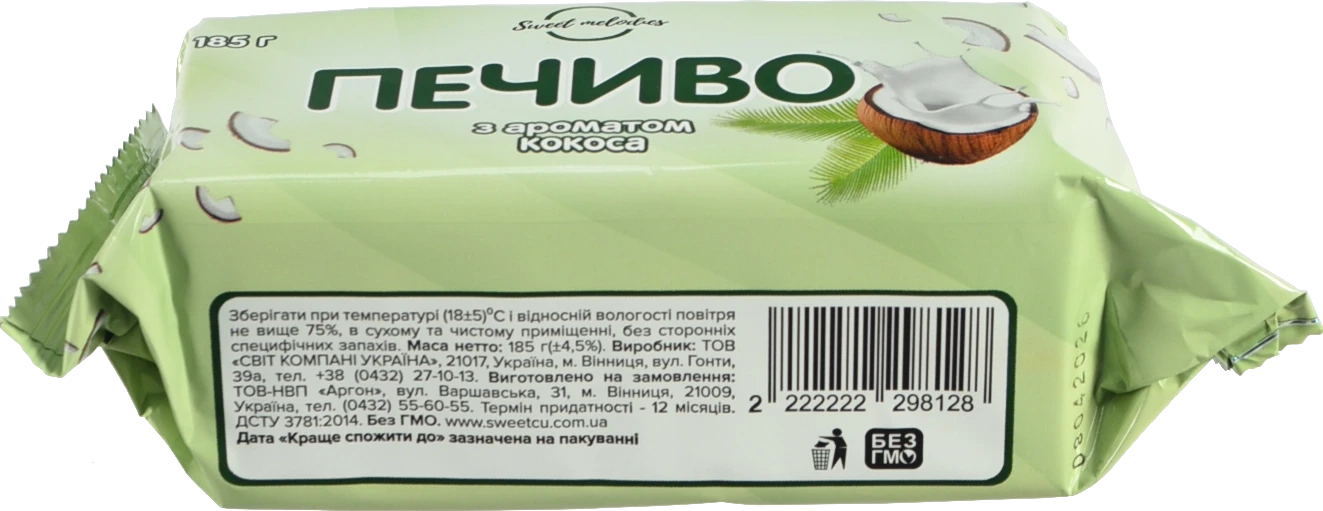 Sweet melodies
185 г
ПЕЧИВО
з ароматом
кокоса
Зберігати при температурі (18±5)⁰С і відносній вологості повітря
не вище 75%, в сухому та чистому приміщенні, без сторонніх
специфічних запахів. Маса нетто: 185 г(±4,5%). Виробник: ТОВ
«СВІТ КОМПАНІ УКРАЇНА», 21017, Україна, м. Вінниця, вул. Гонти,
39а, тел. +38 (0432) 27-10-13. Виготовлено на замовлення:
ТОВ-НВП «Аргон», вул. Варшавська, 31, м. Вінниця, 21009,
Україна, тел. (0432) 55-60-55. Термін придатності - 12 місяців.
ДСТУ 3781:2014. Без ГМО. www.sweetcu.com.ua
Дата «Краще спожити до» зазначена на пакуванні
2 222222 298128
БЕЗ
ГМО